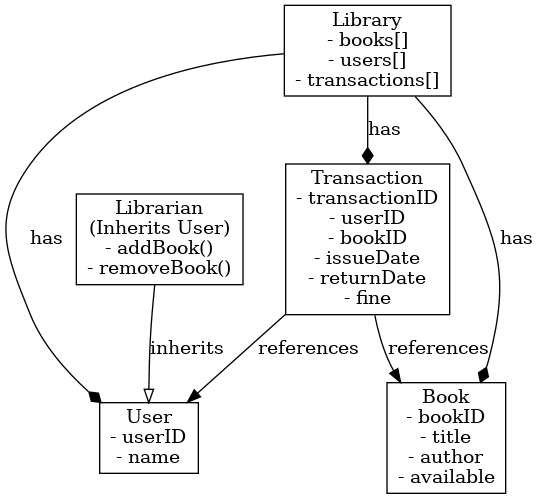 Library
- books[]
- users[]
- transactions[]
has
Transaction
- transactionID
- userID
- bookID
- issueDate
- returnDate
- fine
Librarian
(Inherits User)
- addBook()
- removeBook()
has
has
inherits
references
references
User
- userID
- name
Book
- bookID
- title
- author
- available